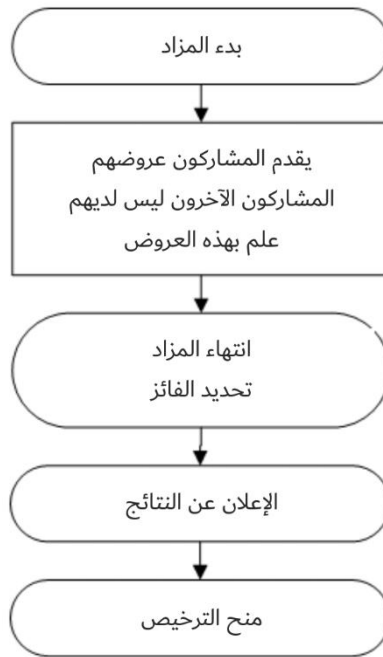 بدء المزاد
يقدم المشاركون عروضهم
المشاركون الآخرون ليس لديهم
علم بهذه العروض
انتهاء المزاد
تحديد الفائز
الإعلان عن النتائج
منح الترخيص